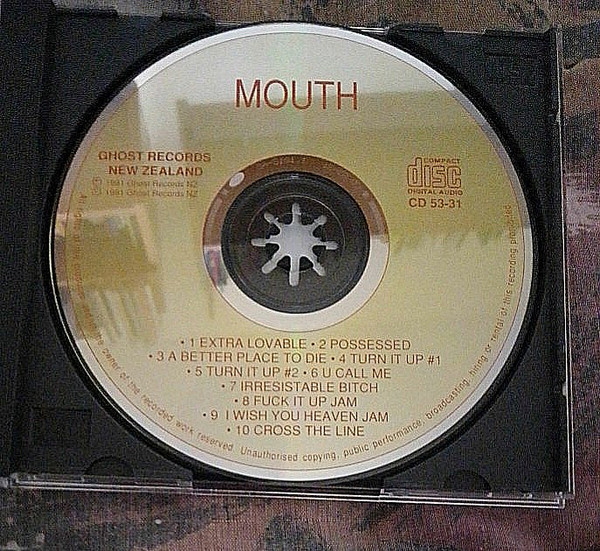 MOUTH
GHOST RECORDS
NEW ZEALAND
℗ 1991 Ghost Records NZ
© 1991 Ghost Records NZ
COMPACT
disc
DIGITAL AUDIO
CD 53-31
• 1 EXTRA LOVABLE • 2 POSSESSED
• 3 A BETTER PLACE TO DIE • 4 TURN IT UP #1
• 5 TURN IT UP #2 • 6 U CALL ME
• 7 IRRESISTABLE BITCH
• 8 FUCK IT UP JAM
• 9 I WISH YOU HEAVEN JAM
• 10 CROSS THE LINE
owner of the recorded work reserved. Unauthorised copying, public performance, broadcasting, hiring or rental of this recording prohibited